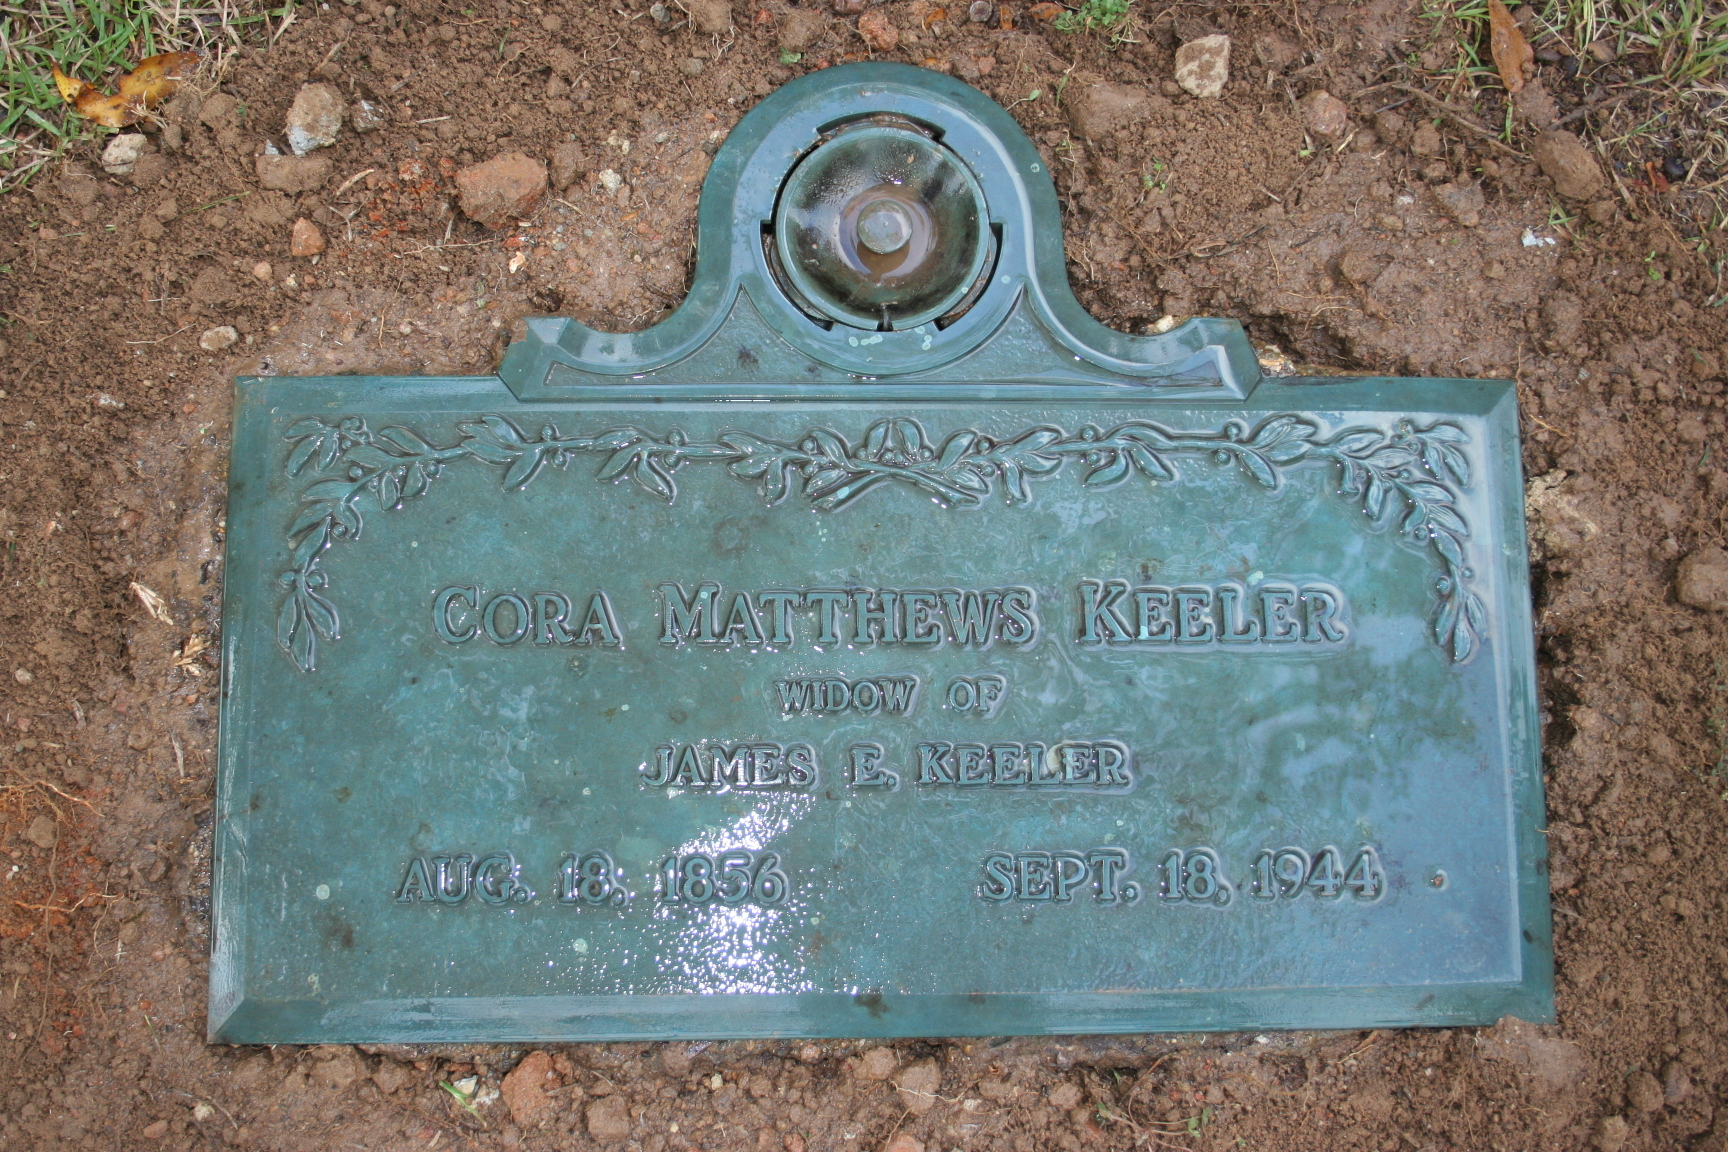 CORA MATTHEWS KEELER
WIDOW OF
JAMES E. KEELER
AUG. 18, 1856 SEPT. 18, 1944